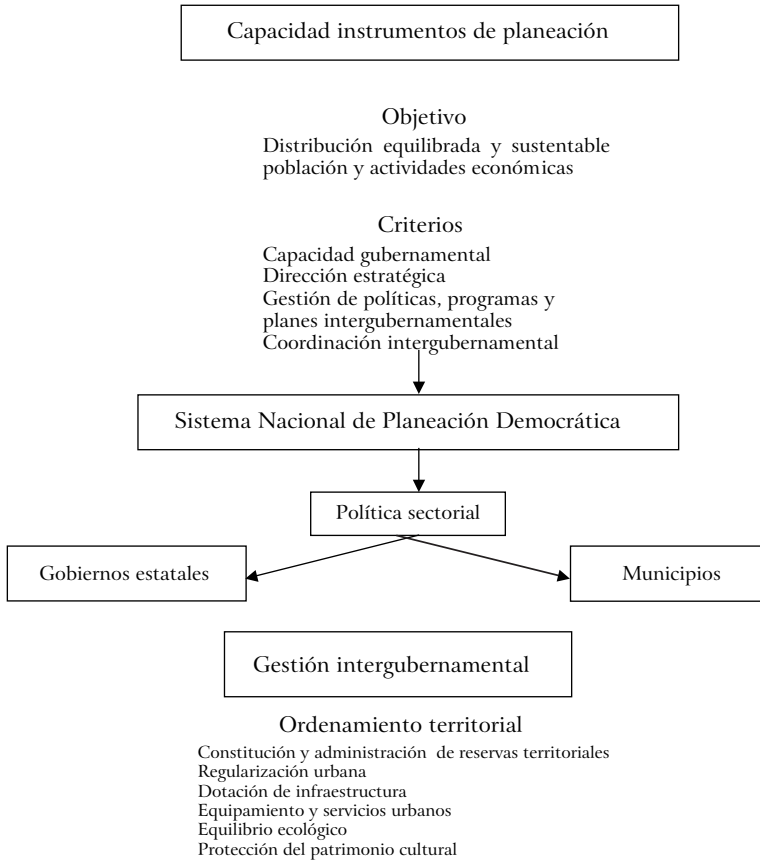 Capacidad instrumentos de planeación
Objetivo
Distribución equilibrada y sustentable
población y actividades económicas
Criterios
Capacidad gubernamental
Dirección estratégica
Gestión de políticas, programas y
planes intergubernamentales
Coordinación intergubernamental
Sistema Nacional de Planeación Democrática
Política sectorial
Gobiernos estatales
Municipios
Gestión intergubernamental
Ordenamiento territorial
Constitución y administración de reservas territoriales
Regularización urbana
Dotación de infraestructura
Equipamiento y servicios urbanos
Equilibrio ecológico
Protección del patrimonio cultural